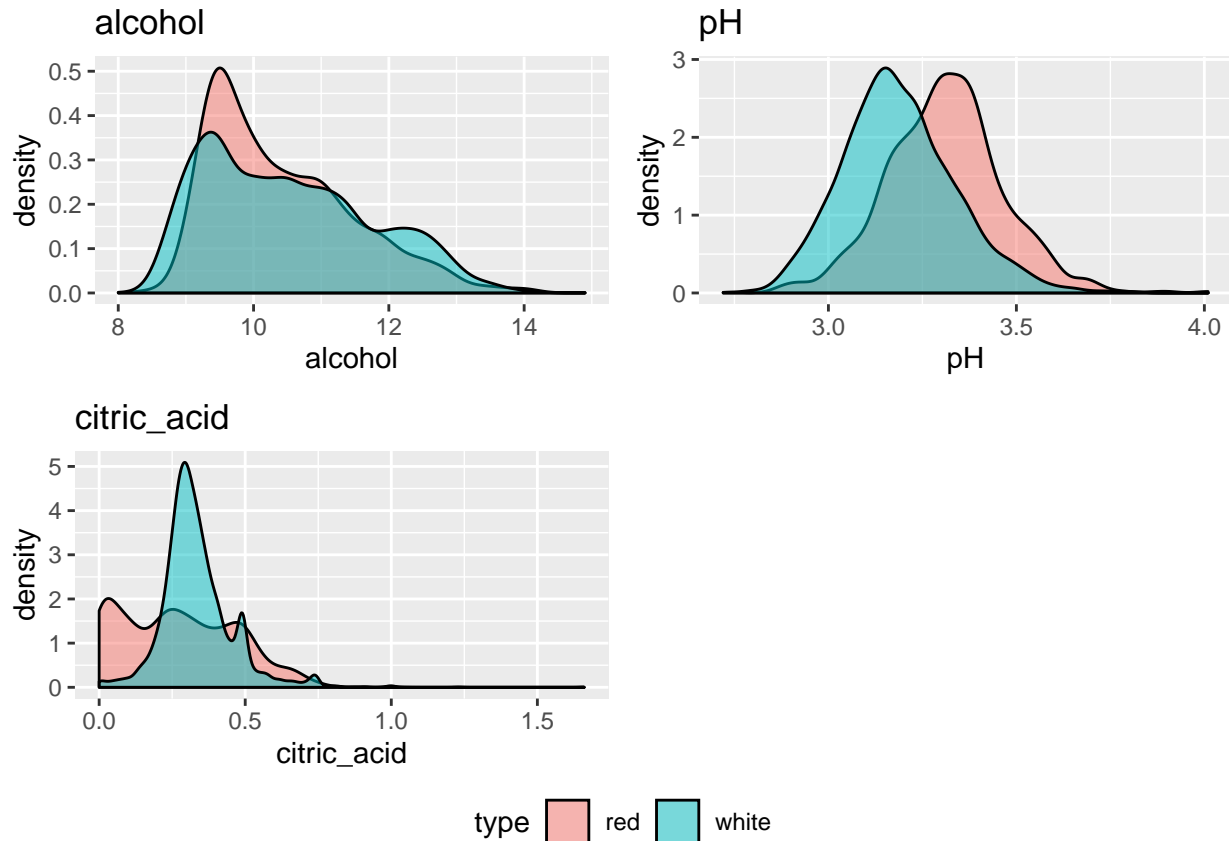 alcohol
density
0.5
0.4
0.3
0.2
0.1
0.0
8 10 12 14
alcohol
pH
density
3
2
1
0
3.0 3.5 4.0
pH
citric_acid
density
5
4
3
2
1
0
0.0 0.5 1.0 1.5
citric_acid
type red white